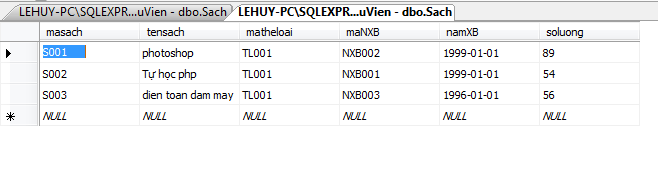 LEHUY-PC\SQLEXPR...uVien - dbo.Sach LEHUY-PC\SQLEXPR...uVien - dbo.Sach
masach tensach matheloai maNXB namXB soluong
S001 photoshop TL001 NXB002 1999-01-01 89
S002 Tự học php TL001 NXB001 1999-01-01 54
S003 dien toan dam may TL001 NXB003 1996-01-01 56
NULL NULL NULL NULL NULL NULL